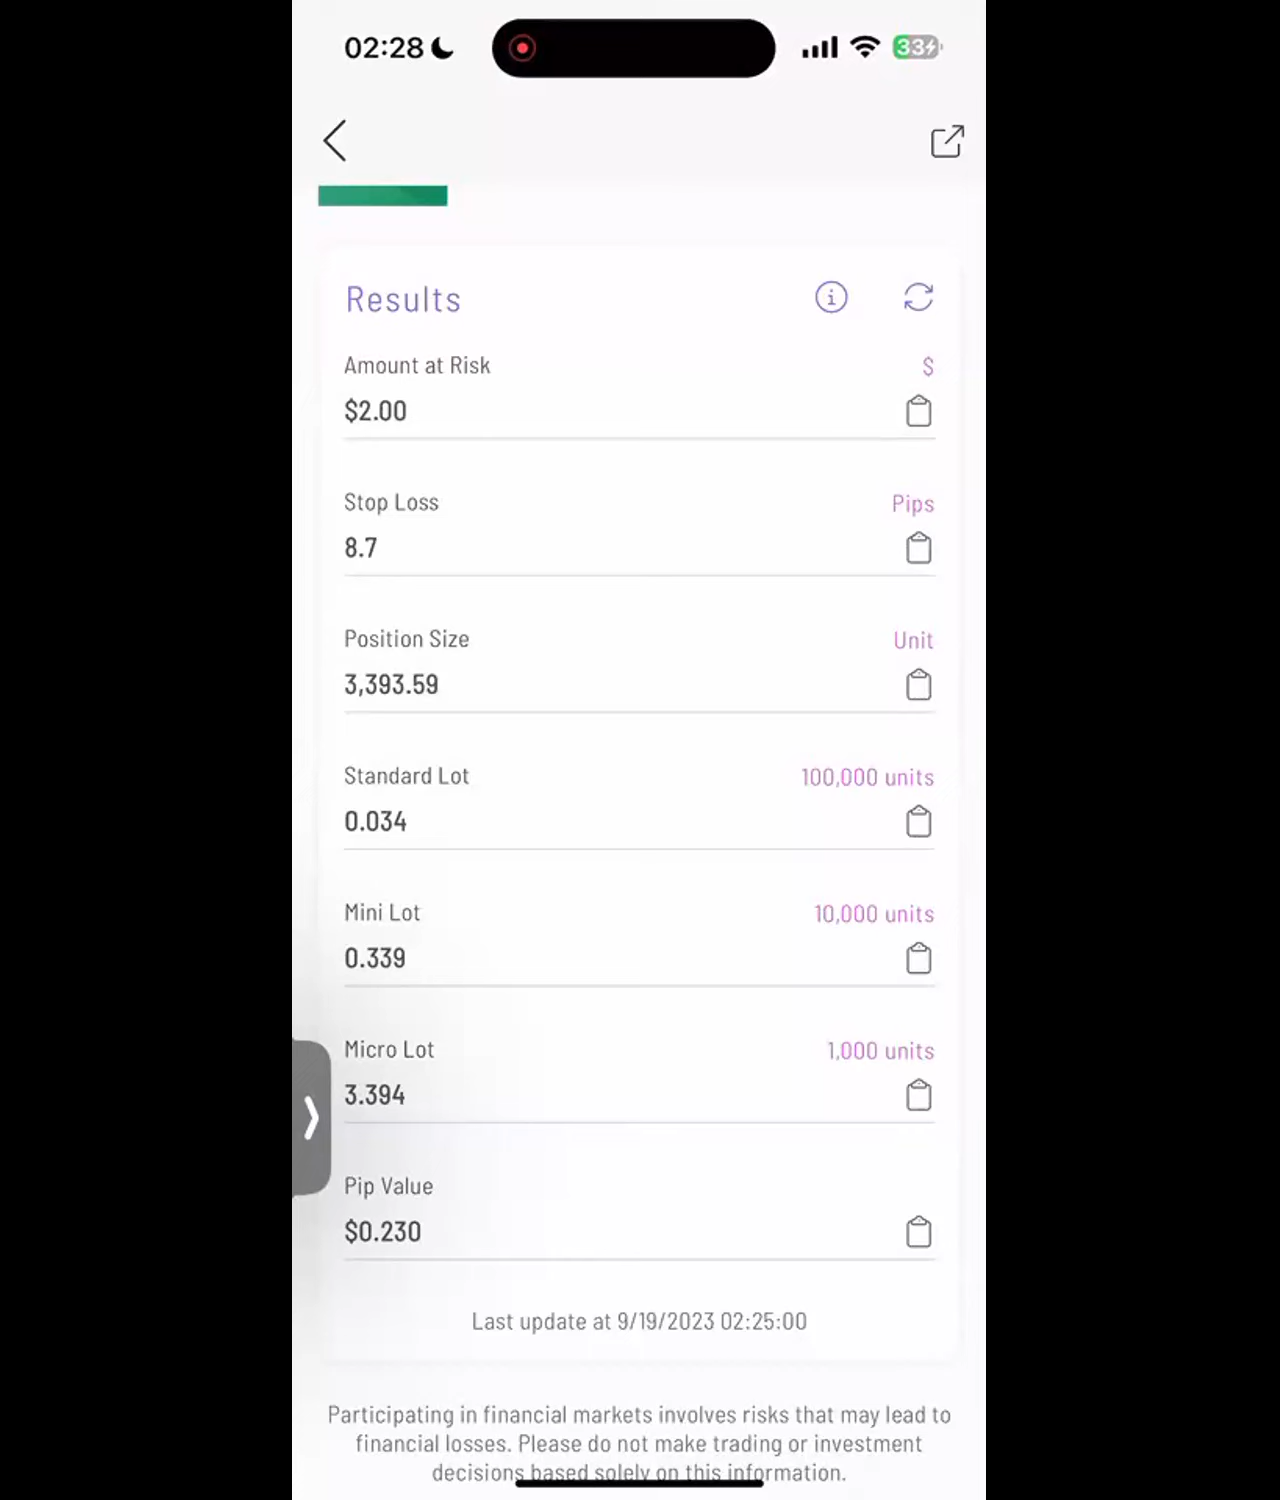 02:28
33
Results
Amount at Risk $
$2.00
Stop Loss Pips
8.7
Position Size Unit
3,393.59
Standard Lot 100,000 units
0.034
Mini Lot 10,000 units
0.339
Micro Lot 1,000 units
3.394
Pip Value
$0.230
Last update at 9/19/2023 02:25:00
Participating in financial markets involves risks that may lead to
financial losses. Please do not make trading or investment
decisions based solely on this information.